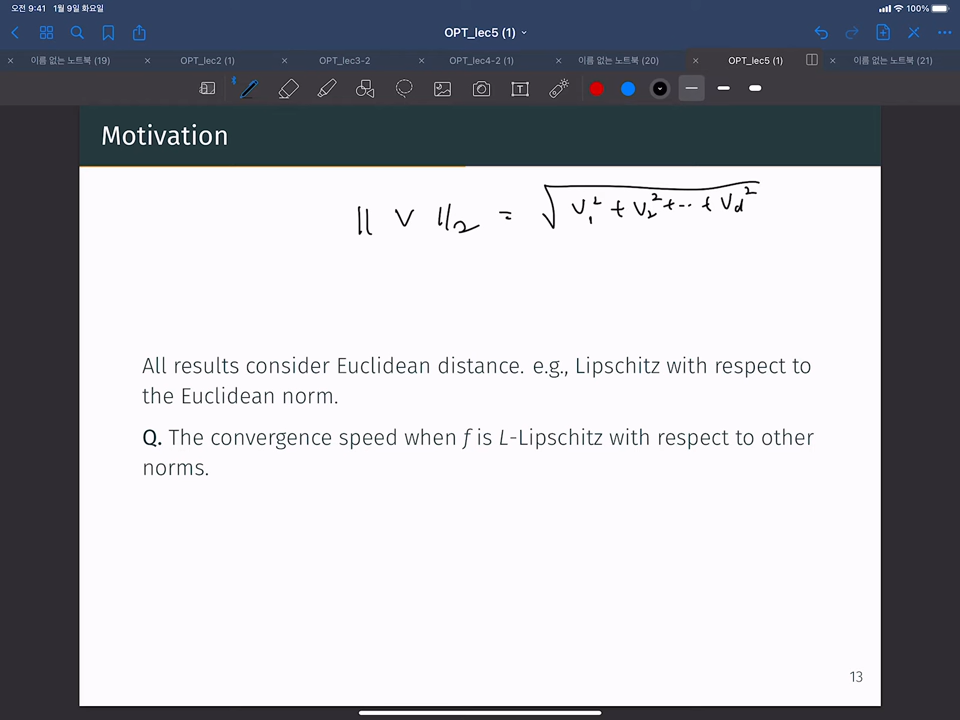 오전 9:41 1월 9일 화요일 100%
OPT_lec5 (1)
이름 없는 노트북 (19) OPT_lec2 (1) OPT_lec3-2 OPT_lec4-2 (1) 이름 없는 노트북 (20) OPT_lec5 (1) 이름 없는 노트북 (21)
Motivation
‖ v ‖₂ = √(v₁² + v₂² + ⋯ + v_d²)
All results consider Euclidean distance. e.g., Lipschitz with respect to
the Euclidean norm.
Q. The convergence speed when f is L-Lipschitz with respect to other
norms.
13